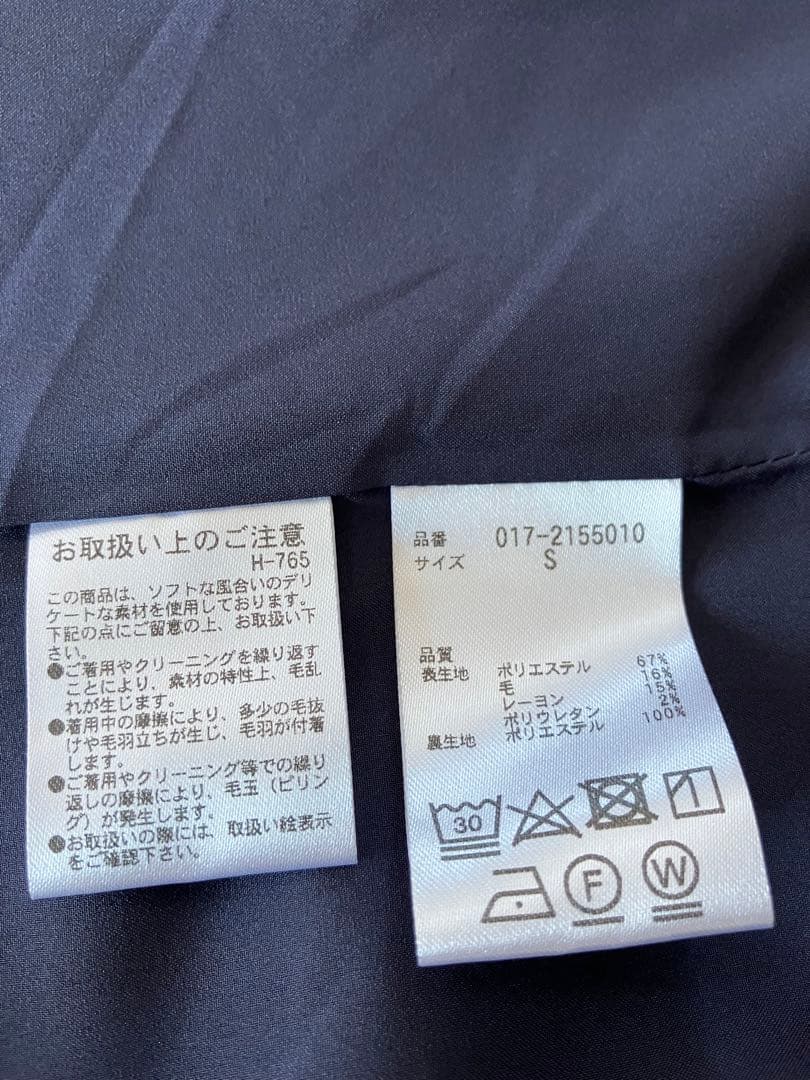 お取扱い上のご注意
H-765
この商品は、ソフトな風合いのデリ
ケートな素材を使用しております。
下記の点にご留意の上、お取扱い下
さい。
●ご着用やクリーニングを繰り返す
ことにより、素材の特性上、毛乱
れが生じます。
●着用中の摩擦により、多少の毛抜
けや毛羽立ちが生じ、毛羽が付着
します。
●ご着用やクリーニング等での繰り
返しの摩擦により、毛玉（ピリン
グ）が発生します。
●お取扱いの際には、取扱い絵表示
をご確認下さい。
品番 017-2155010
サイズ S
品質
表生地 ポリエステル 67%
毛 16%
レーヨン 15%
ポリウレタン 2%
裏生地 ポリエステル 100%
30
F
W